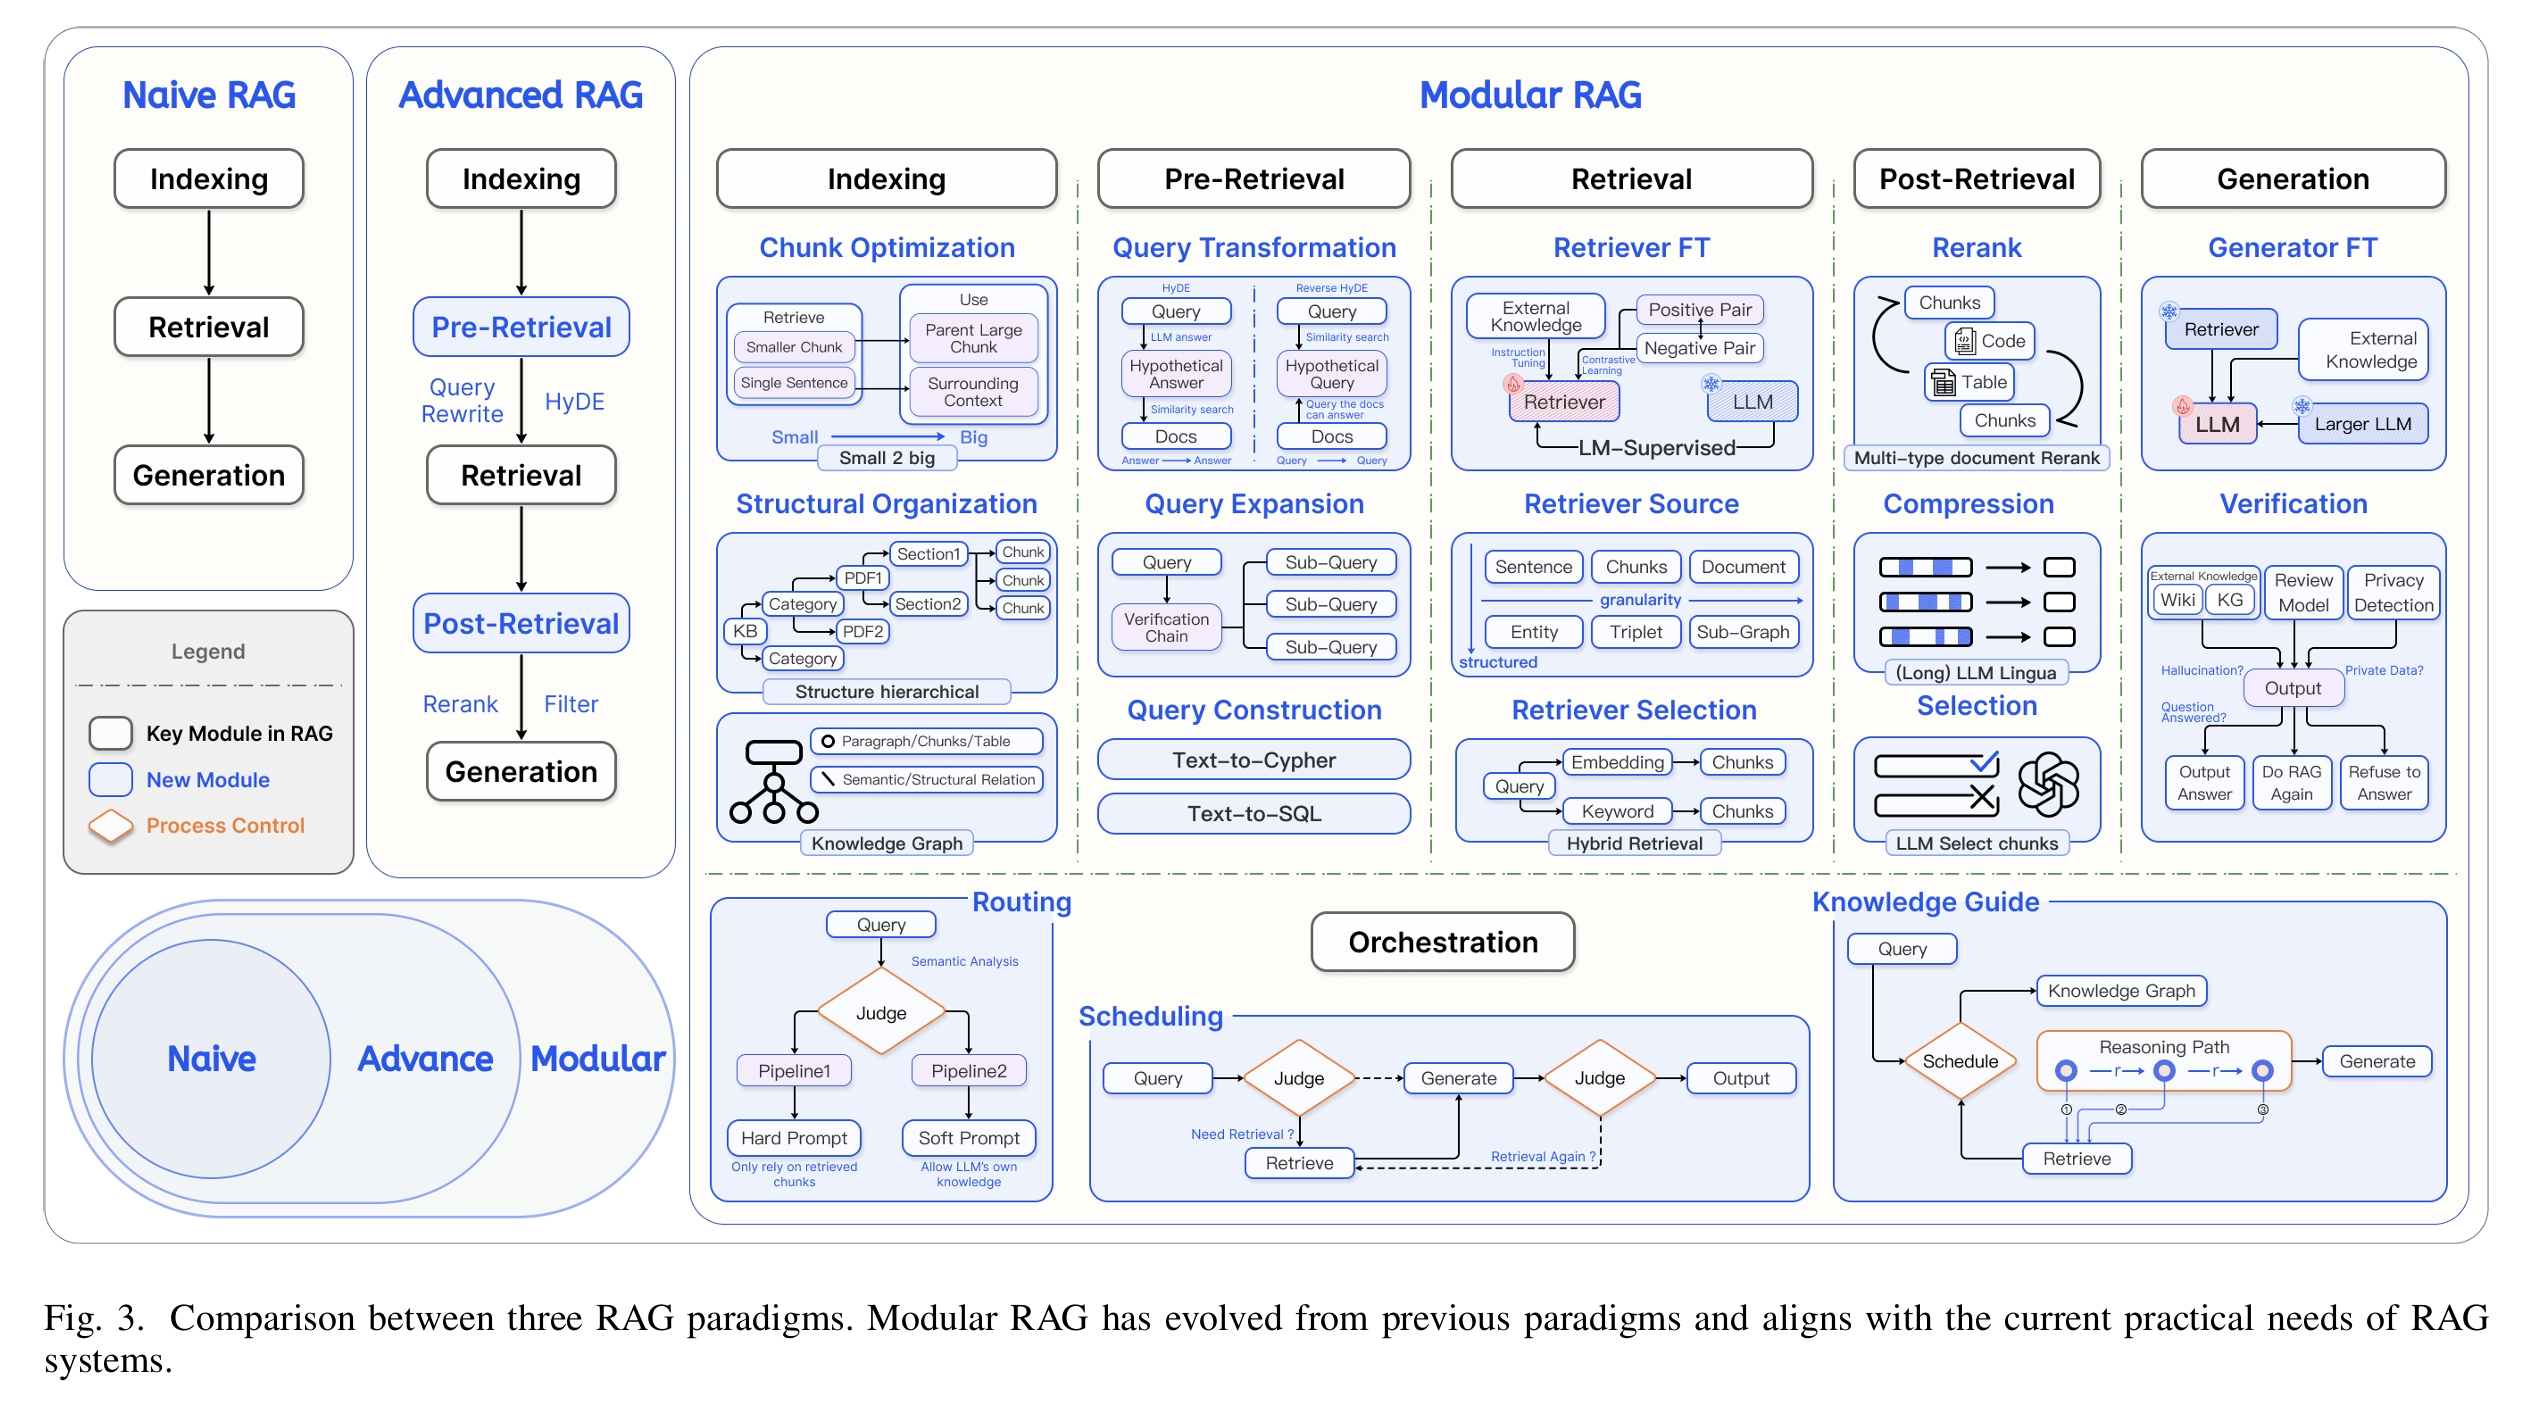 Naive RAG
Indexing
Retrieval
Generation
Advanced RAG
Indexing
Pre-Retrieval
Query
Rewrite
HyDE
Retrieval
Post-Retrieval
Rerank
Filter
Generation
Legend
Key Module in RAG
New Module
Process Control
Naive
Advance
Modular
Modular RAG
Indexing
Chunk Optimization
Retrieve
Smaller Chunk
Single Sentence
Use
Parent Large
Chunk
Surrounding
Context
Small
Big
Small 2 big
Structural Organization
KB
Category
Category
PDF1
PDF2
Section1
Section2
Chunk
Chunk
Chunk
Structure hierarchical
Paragraph/Chunks/Table
Semantic/Structural Relation
Knowledge Graph
Pre-Retrieval
Query Transformation
HyDE
Query
LLM answer
Hypothetical
Answer
Similarity search
Docs
Answer
Answer
Reverse HyDE
Query
Similarity search
Hypothetical
Query
Query the docs
can answer
Docs
Query
Query
Query Expansion
Query
Verification
Chain
Sub-Query
Sub-Query
Sub-Query
Query Construction
Text-to-Cypher
Text-to-SQL
Retrieval
Retriever FT
External
Knowledge
Positive Pair
Negative Pair
Instruction
Tuning
Contrastive
Learning
Retriever
LLM
LM-Supervised
Retriever Source
Sentence
Chunks
Document
granularity
Entity
Triplet
Sub-Graph
structured
Retriever Selection
Query
Embedding
Chunks
Keyword
Chunks
Hybrid Retrieval
Post-Retrieval
Rerank
Chunks
Code
Table
Chunks
Multi-type document Rerank
Compression
(Long) LLM Lingua
Selection
LLM Select chunks
Generation
Generator FT
Retriever
External
Knowledge
LLM
Larger LLM
Verification
External Knowledge
Wiki
KG
Review
Model
Privacy
Detection
Hallucination?
Private Data?
Output
Question
Answered?
Output
Answer
Do RAG
Again
Refuse to
Answer
Routing
Query
Semantic Analysis
Judge
Pipeline1
Pipeline2
Hard Prompt
Soft Prompt
Only rely on retrieved
chunks
Allow LLM's own
knowledge
Orchestration
Scheduling
Query
Judge
Generate
Judge
Output
Need Retrieval ?
Retrieve
Retrieval Again ?
Knowledge Guide
Query
Knowledge Graph
Schedule
Reasoning Path
r
r
Generate
①
②
③
Retrieve
Fig. 3. Comparison between three RAG paradigms. Modular RAG has evolved from previous paradigms and aligns with the current practical needs of RAG
systems.